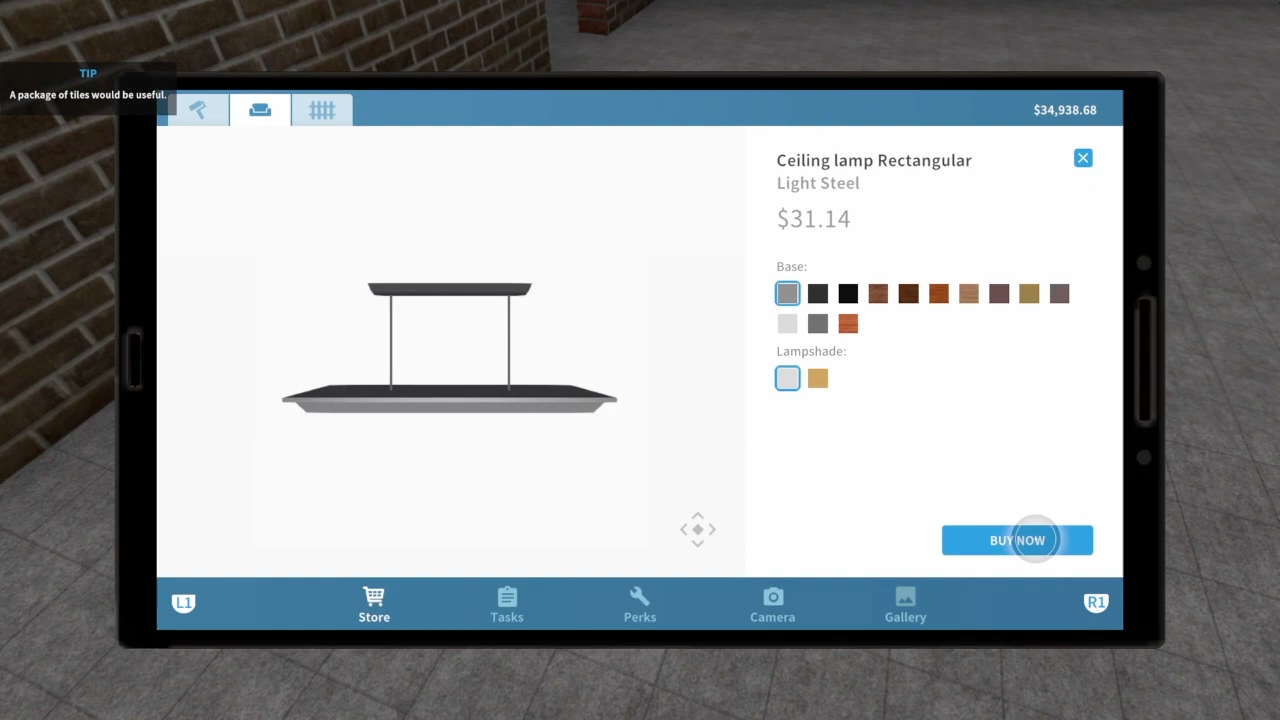 TIP
A package of tiles would be useful.
$34,938.68
Ceiling lamp Rectangular
Light Steel
$31.14
Base:
Lampshade:
BUY NOW
L1
Store
Tasks
Perks
Camera
Gallery
R1